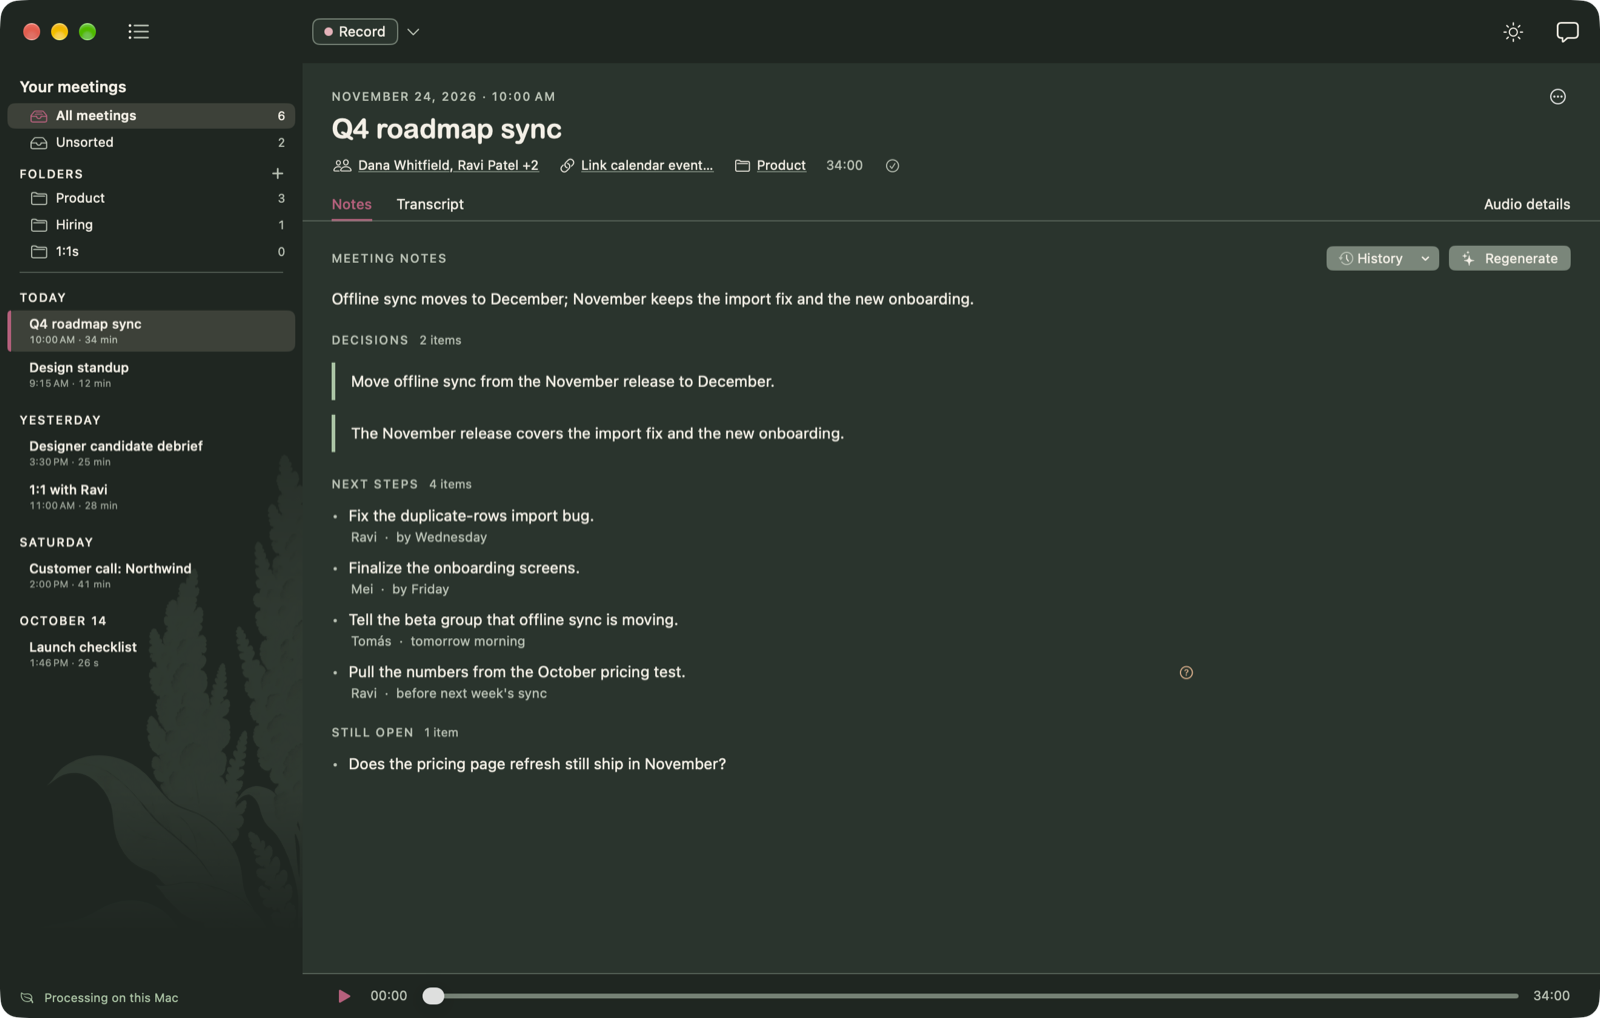 Record
Your meetings
All meetings 6
Unsorted 2
FOLDERS +
Product 3
Hiring 1
1:1s 0
TODAY
Q4 roadmap sync
10:00 AM · 34 min
Design standup
9:15 AM · 12 min
YESTERDAY
Designer candidate debrief
3:30 PM · 25 min
1:1 with Ravi
11:00 AM · 28 min
SATURDAY
Customer call: Northwind
2:00 PM · 41 min
OCTOBER 14
Launch checklist
1:46 PM · 26 s
Processing on this Mac
NOVEMBER 24, 2026 · 10:00 AM
Q4 roadmap sync
Dana Whitfield, Ravi Patel +2 Link calendar event... Product 34:00
Notes Transcript Audio details
MEETING NOTES History Regenerate
Offline sync moves to December; November keeps the import fix and the new onboarding.
DECISIONS 2 items
Move offline sync from the November release to December.
The November release covers the import fix and the new onboarding.
NEXT STEPS 4 items
• Fix the duplicate-rows import bug.
Ravi · by Wednesday
• Finalize the onboarding screens.
Mei · by Friday
• Tell the beta group that offline sync is moving.
Tomás · tomorrow morning
• Pull the numbers from the October pricing test. ?
Ravi · before next week's sync
STILL OPEN 1 item
• Does the pricing page refresh still ship in November?
00:00 34:00